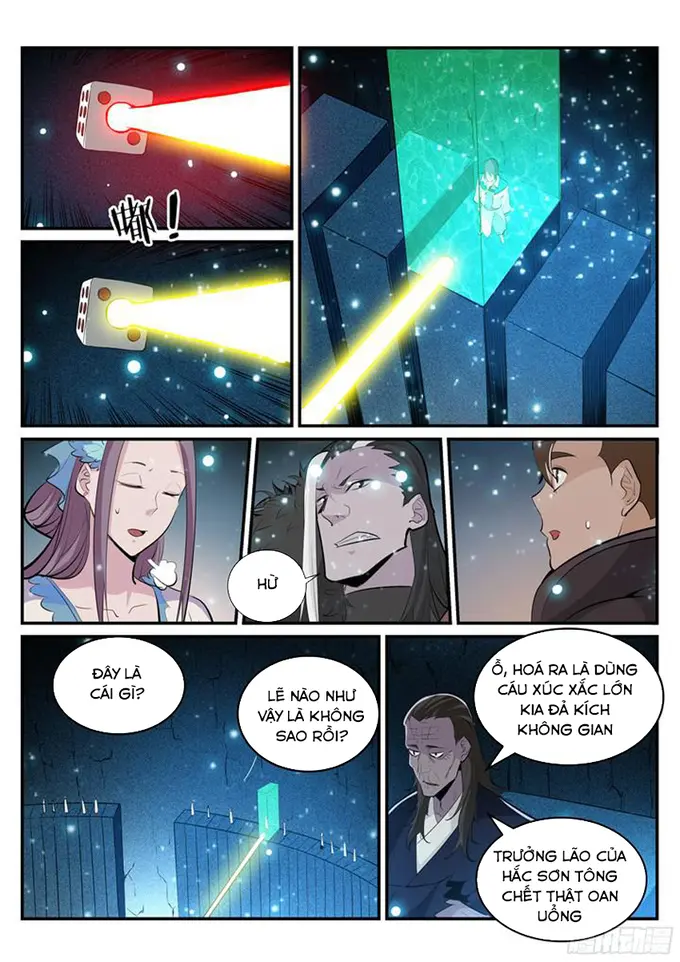 嘟!
HỪ
ĐÂY LÀ
CÁI GÌ?
LẼ NÀO NHƯ
VẬY LÀ KHÔNG
SAO RỒI?
Ồ, HOÁ RA LÀ DÙNG
CÁU XÚC XẮC LỚN
KIA ĐẢ KÍCH
KHÔNG GIAN
TRƯỞNG LÃO CỦA
HẮC SƠN TÔNG
CHẾT THẬT OAN
UỔNG